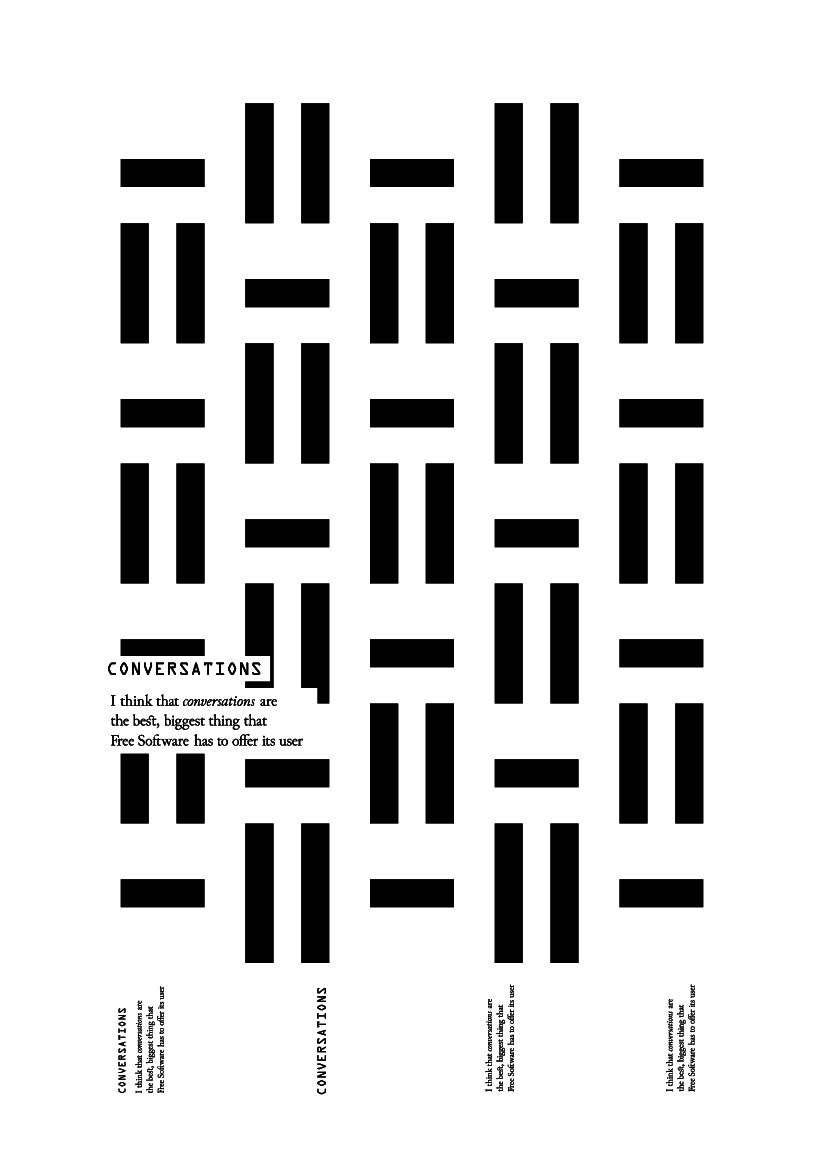 CONVERSATIONS
I think that conversations are
the best, biggest thing that
Free Software has to offer its user
CONVERSATIONS
I think that conversations are
the best, biggest thing that
Free Software has to offer its user
CONVERSATIONS
I think that conversations are
the best, biggest thing that
Free Software has to offer its user
I think that conversations are
the best, biggest thing that
Free Software has to offer its user